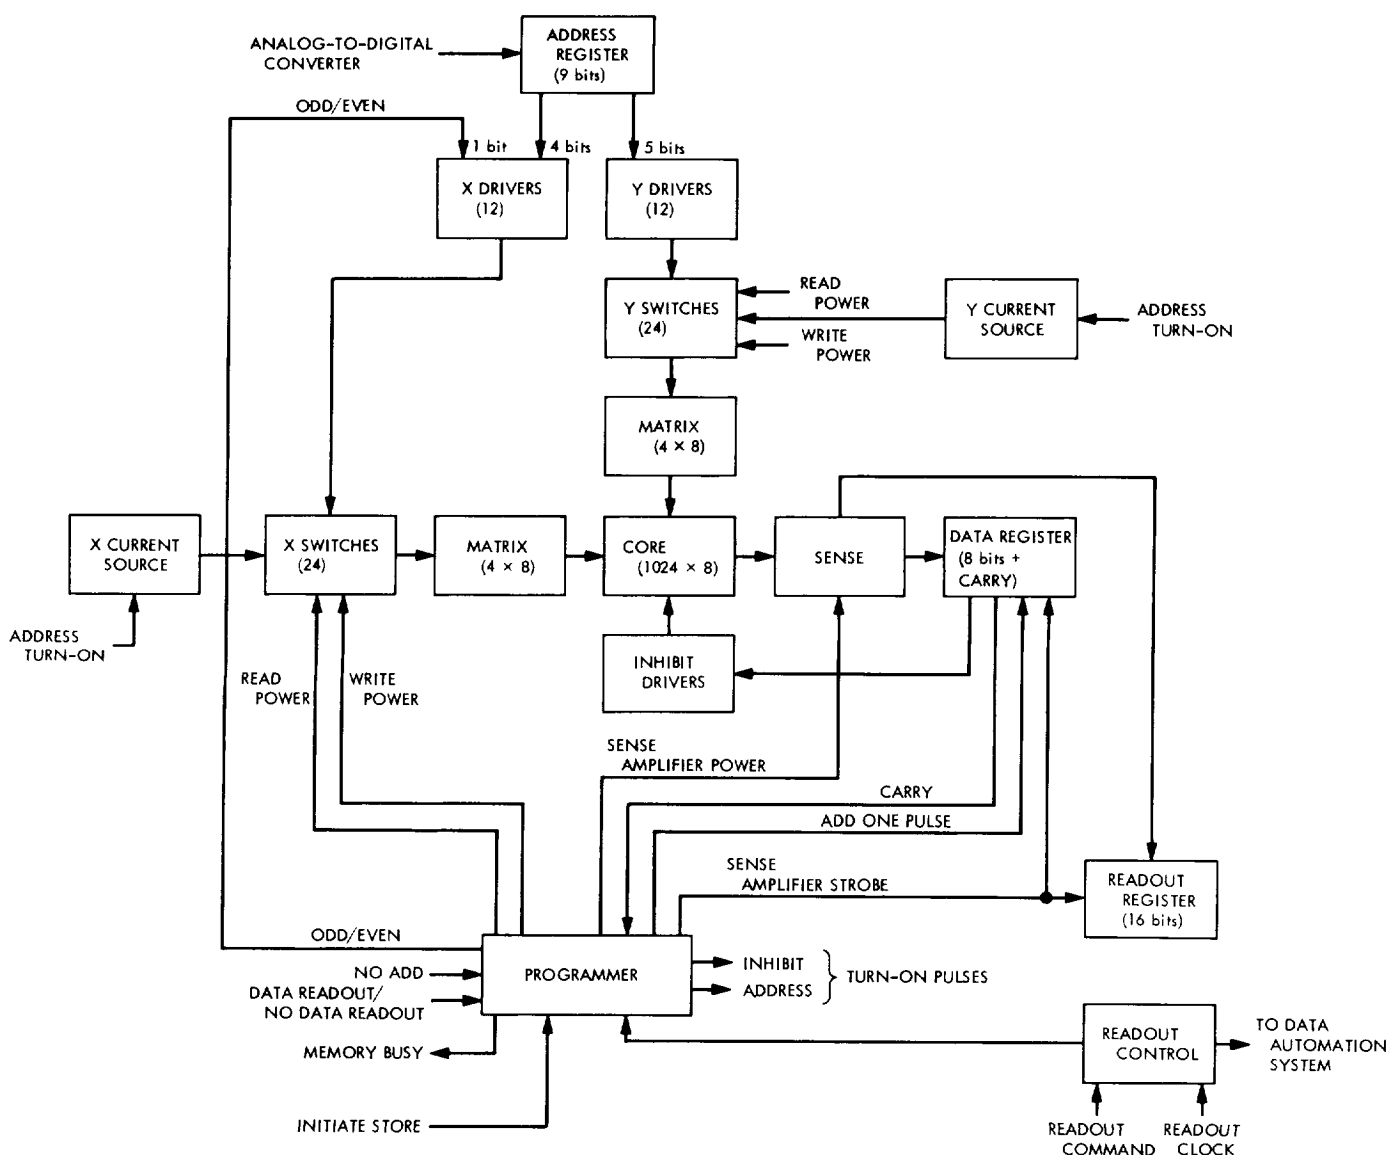 ADDRESS
REGISTER
(9 bits)
ANALOG-TO-DIGITAL
CONVERTER
ODD/EVEN
1 bit
4 bits
5 bits
X DRIVERS
(12)
Y DRIVERS
(12)
Y SWITCHES
(24)
READ
POWER
WRITE
POWER
Y CURRENT
SOURCE
ADDRESS
TURN-ON
MATRIX
(4 × 8)
X CURRENT
SOURCE
X SWITCHES
(24)
MATRIX
(4 × 8)
CORE
(1024 × 8)
SENSE
DATA REGISTER
(8 bits +
CARRY)
ADDRESS
TURN-ON
READ
POWER
WRITE
POWER
INHIBIT
DRIVERS
SENSE
AMPLIFIER POWER
CARRY
ADD ONE PULSE
SENSE
AMPLIFIER STROBE
READOUT
REGISTER
(16 bits)
ODD/EVEN
NO ADD
DATA READOUT/
NO DATA READOUT
PROGRAMMER
INHIBIT
ADDRESS
TURN-ON PULSES
MEMORY BUSY
INITIATE STORE
READOUT
CONTROL
TO DATA
AUTOMATION
SYSTEM
READOUT
COMMAND
READOUT
CLOCK